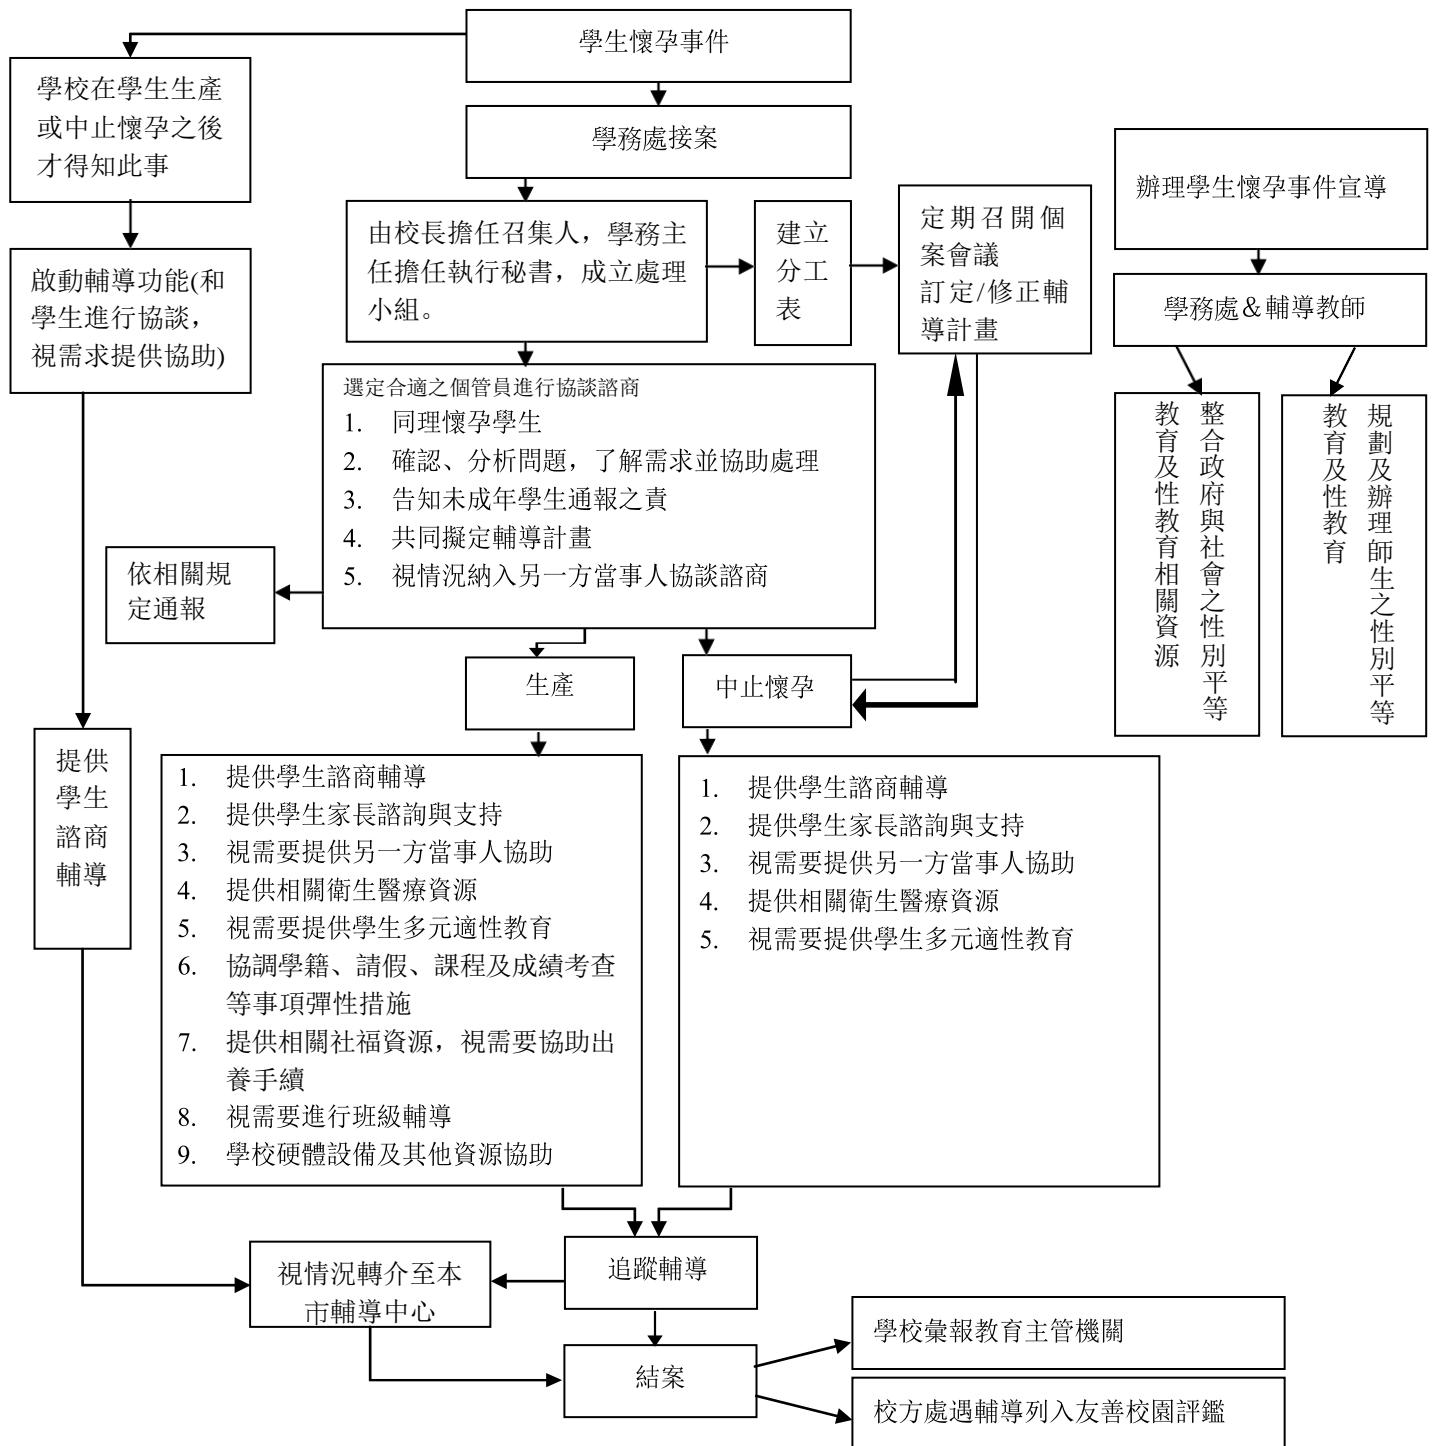 學生懷孕事件
學校在學生生產
或中止懷孕之後
才得知此事
學務處接案
辦理學生懷孕事件宣導
由校長擔任召集人，學務主
任擔任執行秘書，成立處理
小組。
建立
分工
表
定期召開個
案會議
訂定/修正輔
導計畫
啟動輔導功能(和
學生進行協談，
視需求提供協助)
學務處＆輔導教師
選定合適之個管員進行協談諮商
1. 同理懷孕學生
2. 確認、分析問題，了解需求並協助處理
3. 告知未成年學生通報之責
4. 共同擬定輔導計畫
5. 視情況納入另一方當事人協談諮商
整合政府與社會之性別平等
教育及性教育相關資源
規劃及辦理師生之性別平等
教育及性教育
依相關規
定通報
生產
中止懷孕
提供
學生
諮商
輔導
1. 提供學生諮商輔導
2. 提供學生家長諮詢與支持
3. 視需要提供另一方當事人協助
4. 提供相關衛生醫療資源
5. 視需要提供學生多元適性教育
6. 協調學籍、請假、課程及成績考查
等事項彈性措施
7. 提供相關社福資源，視需要協助出
養手續
8. 視需要進行班級輔導
9. 學校硬體設備及其他資源協助
1. 提供學生諮商輔導
2. 提供學生家長諮詢與支持
3. 視需要提供另一方當事人協助
4. 提供相關衛生醫療資源
5. 視需要提供學生多元適性教育
追蹤輔導
視情況轉介至本
市輔導中心
結案
學校彙報教育主管機關
校方處遇輔導列入友善校園評鑑